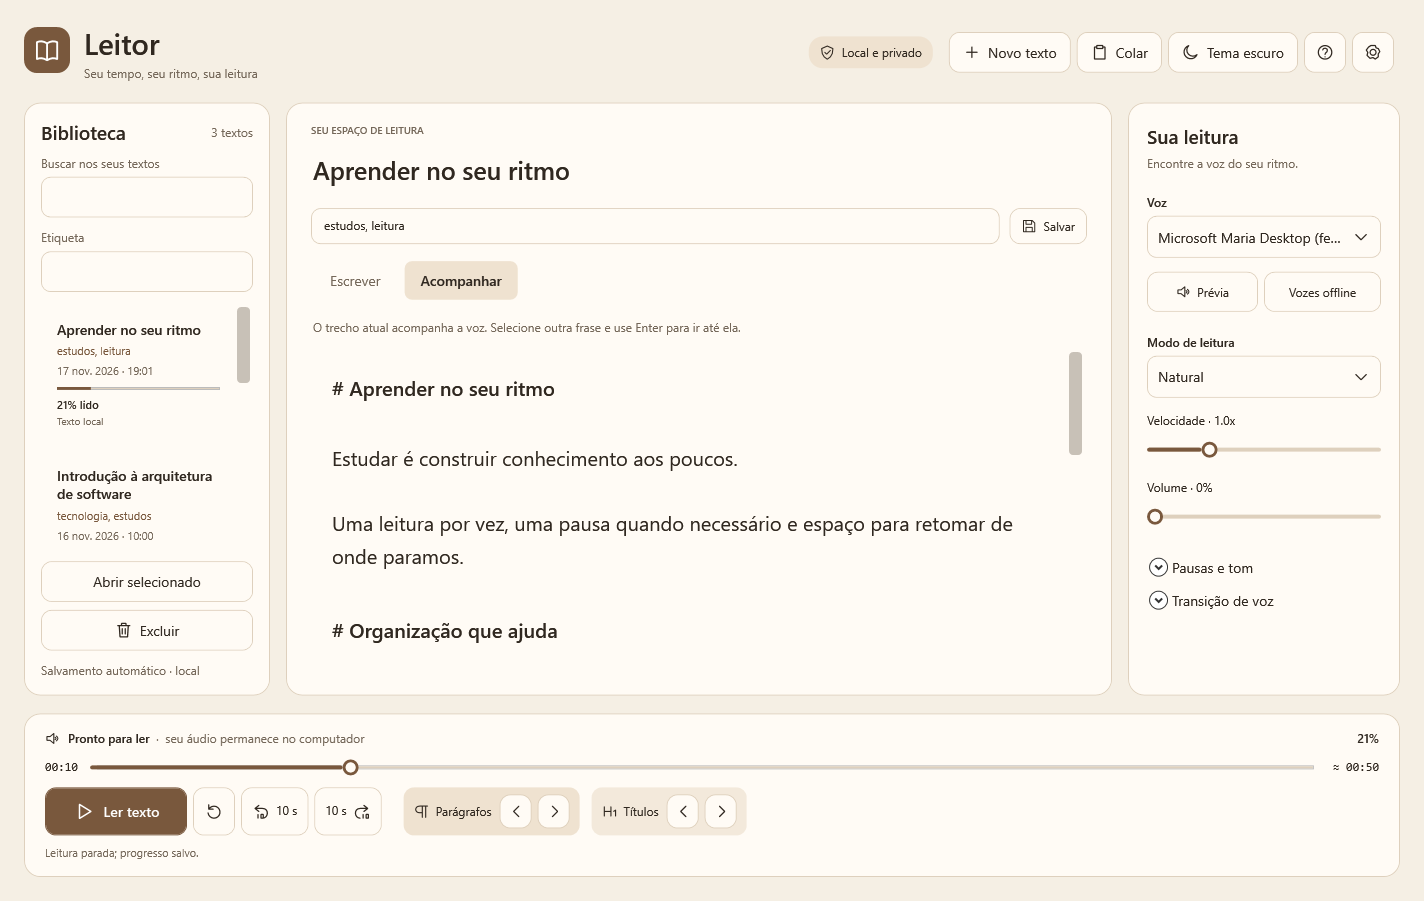 Leitor
Seu tempo, seu ritmo, sua leitura
Local e privado
Novo texto
Colar
Tema escuro
Biblioteca
3 textos
Buscar nos seus textos
Etiqueta
Aprender no seu ritmo
estudos, leitura
17 nov. 2026 · 19:01
21% lido
Texto local
Introdução à arquitetura
de software
tecnologia, estudos
16 nov. 2026 · 10:00
Abrir selecionado
Excluir
Salvamento automático · local
SEU ESPAÇO DE LEITURA
Aprender no seu ritmo
estudos, leitura
Salvar
Escrever
Acompanhar
O trecho atual acompanha a voz. Selecione outra frase e use Enter para ir até ela.
# Aprender no seu ritmo
Estudar é construir conhecimento aos poucos.
Uma leitura por vez, uma pausa quando necessário e espaço para retomar de
onde paramos.
# Organização que ajuda
Sua leitura
Encontre a voz do seu ritmo.
Voz
Microsoft Maria Desktop (fe...
Prévia
Vozes offline
Modo de leitura
Natural
Velocidade · 1.0x
Volume · 0%
Pausas e tom
Transição de voz
Pronto para ler · seu áudio permanece no computador
21%
00:10
≈ 00:50
Ler texto
10 10 s
10 s 10
¶ Parágrafos
H1 Títulos
Leitura parada; progresso salvo.